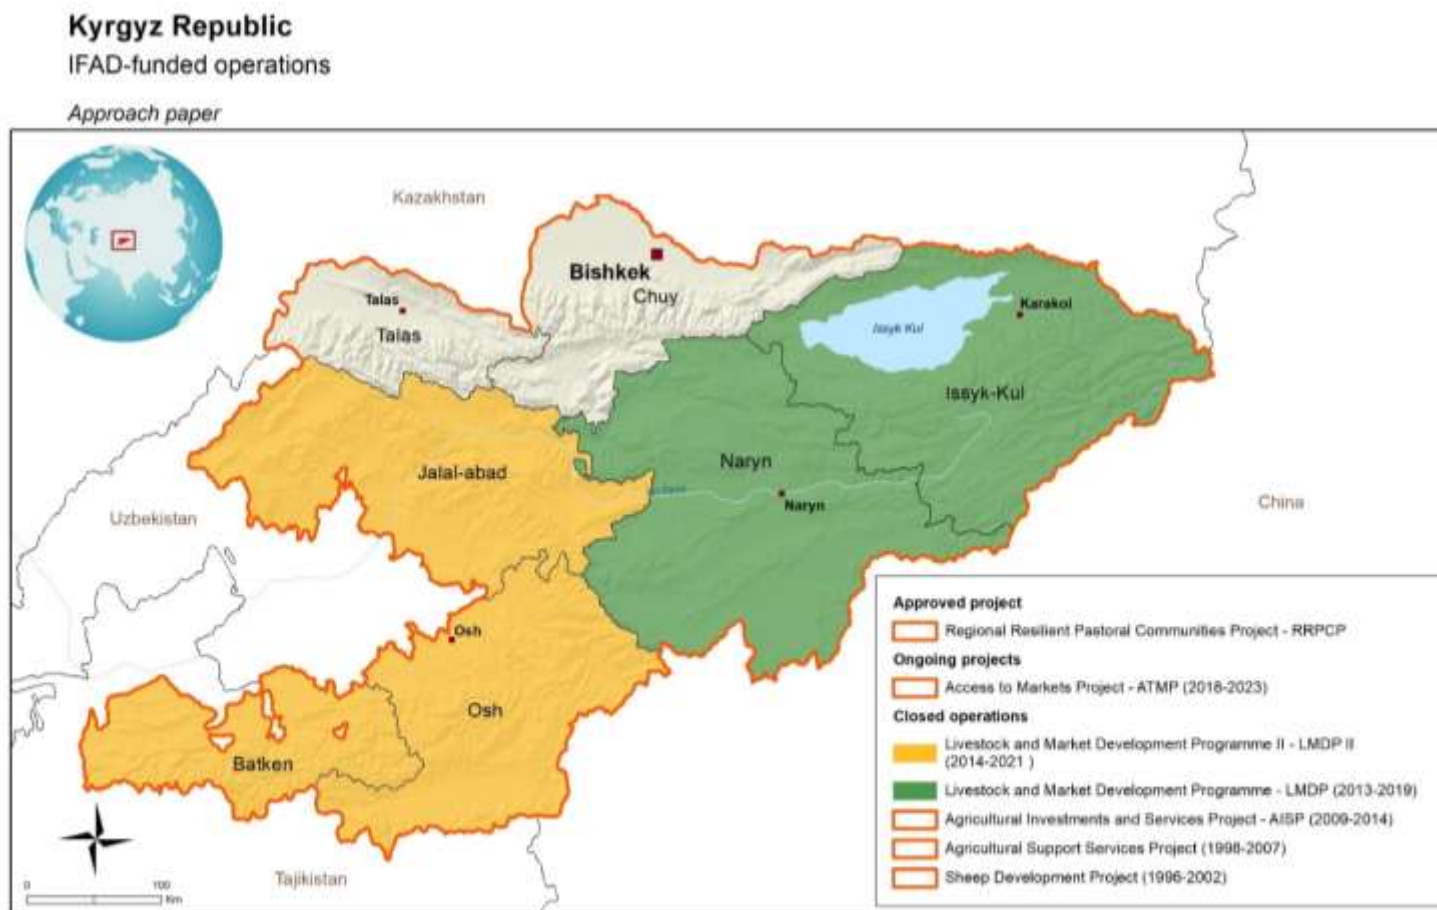 Kyrgyz Republic
IFAD-funded operations
Approach paper
Kazakhstan
Bishkek
Chuy
Talas
Talas
Issyk Kul
Karakol
Issyk-Kul
Naryn
Naryn
Jalal-abad
Uzbekistan
China
Osh
Osh
Batken
Tajikistan
0 100
Km
Approved project
Regional Resilient Pastoral Communities Project - RRPCP
Ongoing projects
Access to Markets Project - ATMP (2018-2023)
Closed operations
Livestock and Market Development Programme II - LMDP II
(2014-2021 )
Livestock and Market Development Programme - LMDP (2013-2019)
Agricultural Investments and Services Project - AISP (2009-2014)
Agricultural Support Services Project (1998-2007)
Sheep Development Project (1996-2002)